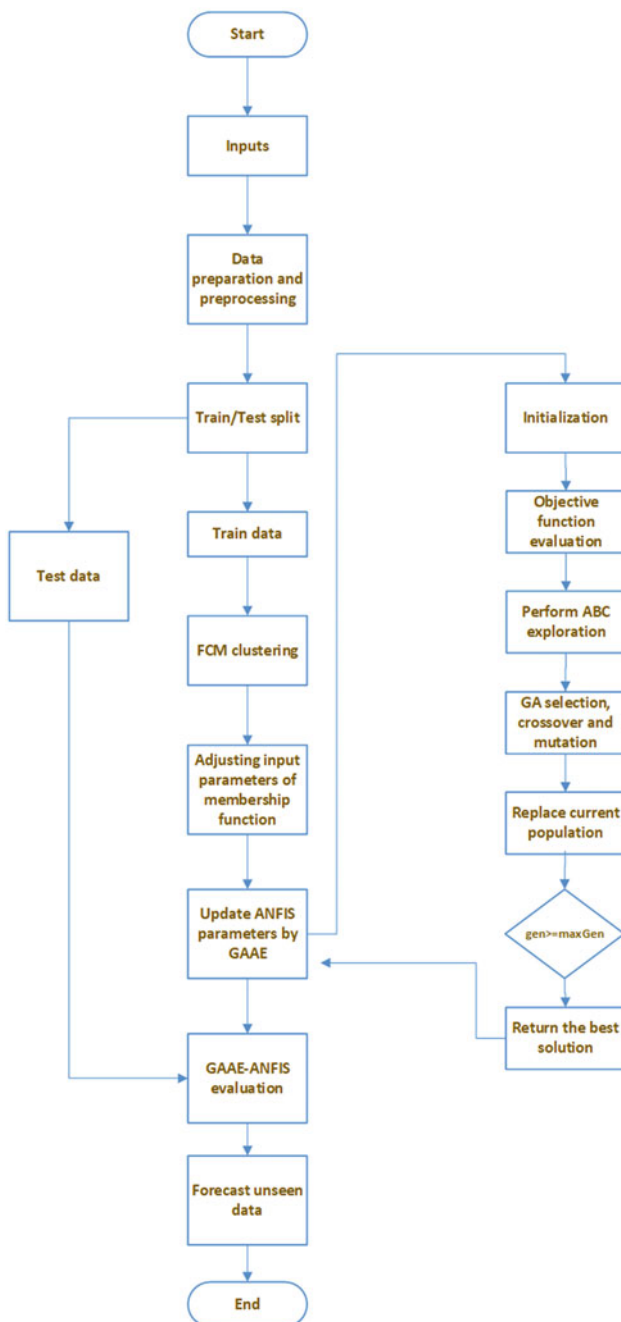 Start
Inputs
Data
preparation and
preprocessing
Train/Test split
Train data
Test data
FCM clustering
Adjusting input
parameters of
membership
function
Update ANFIS
parameters by
GAAE
GAAE-ANFIS
evaluation
Forecast unseen
data
End
Initialization
Objective
function
evaluation
Perform ABC
exploration
GA selection,
crossover and
mutation
Replace current
population
gen>=maxGen
Return the best
solution